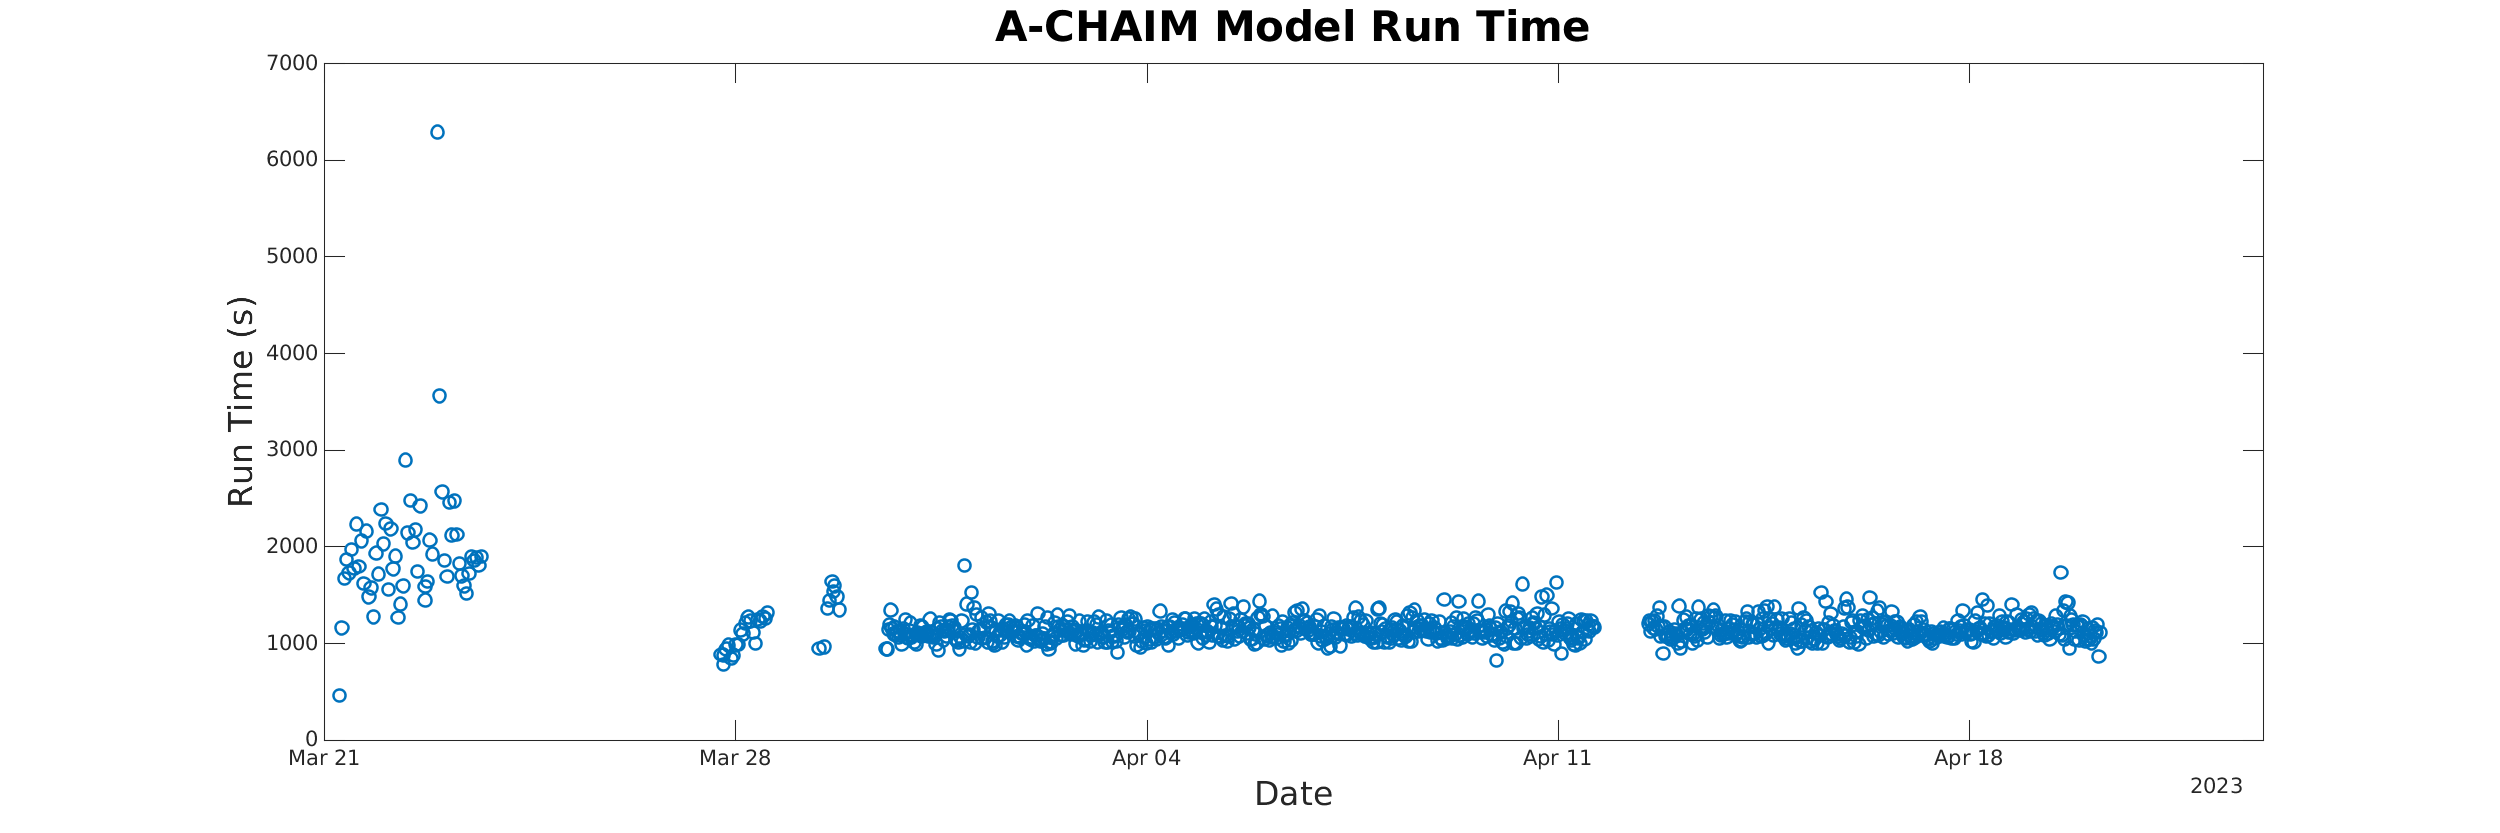 A-CHAIM Model Run Time
7000
6000
5000
4000
3000
2000
1000
0
Run Time (s)
Mar 21 Mar 28 Apr 04 Apr 11 Apr 18
2023
Date